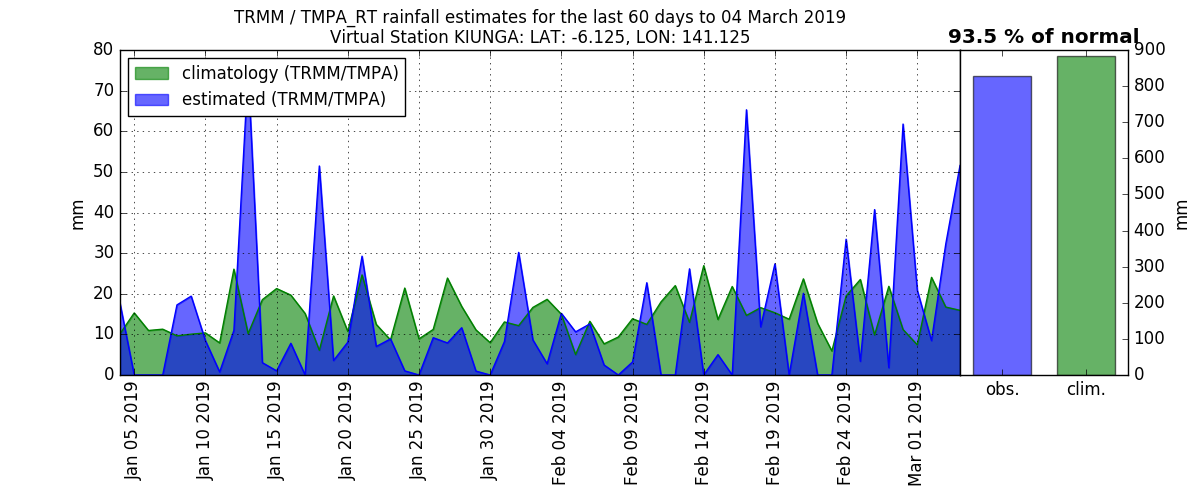 TRMM / TMPA_RT rainfall estimates for the last 60 days to 04 March 2019
Virtual Station KIUNGA: LAT: -6.125, LON: 141.125
93.5 % of normal
climatology (TRMM/TMPA)
estimated (TRMM/TMPA)
80
70
60
50
40
30
20
10
0
mm
Jan 05 2019
Jan 10 2019
Jan 15 2019
Jan 20 2019
Jan 25 2019
Jan 30 2019
Feb 04 2019
Feb 09 2019
Feb 14 2019
Feb 19 2019
Feb 24 2019
Mar 01 2019
obs.
clim.
900
800
700
600
500
400
300
200
100
0
mm